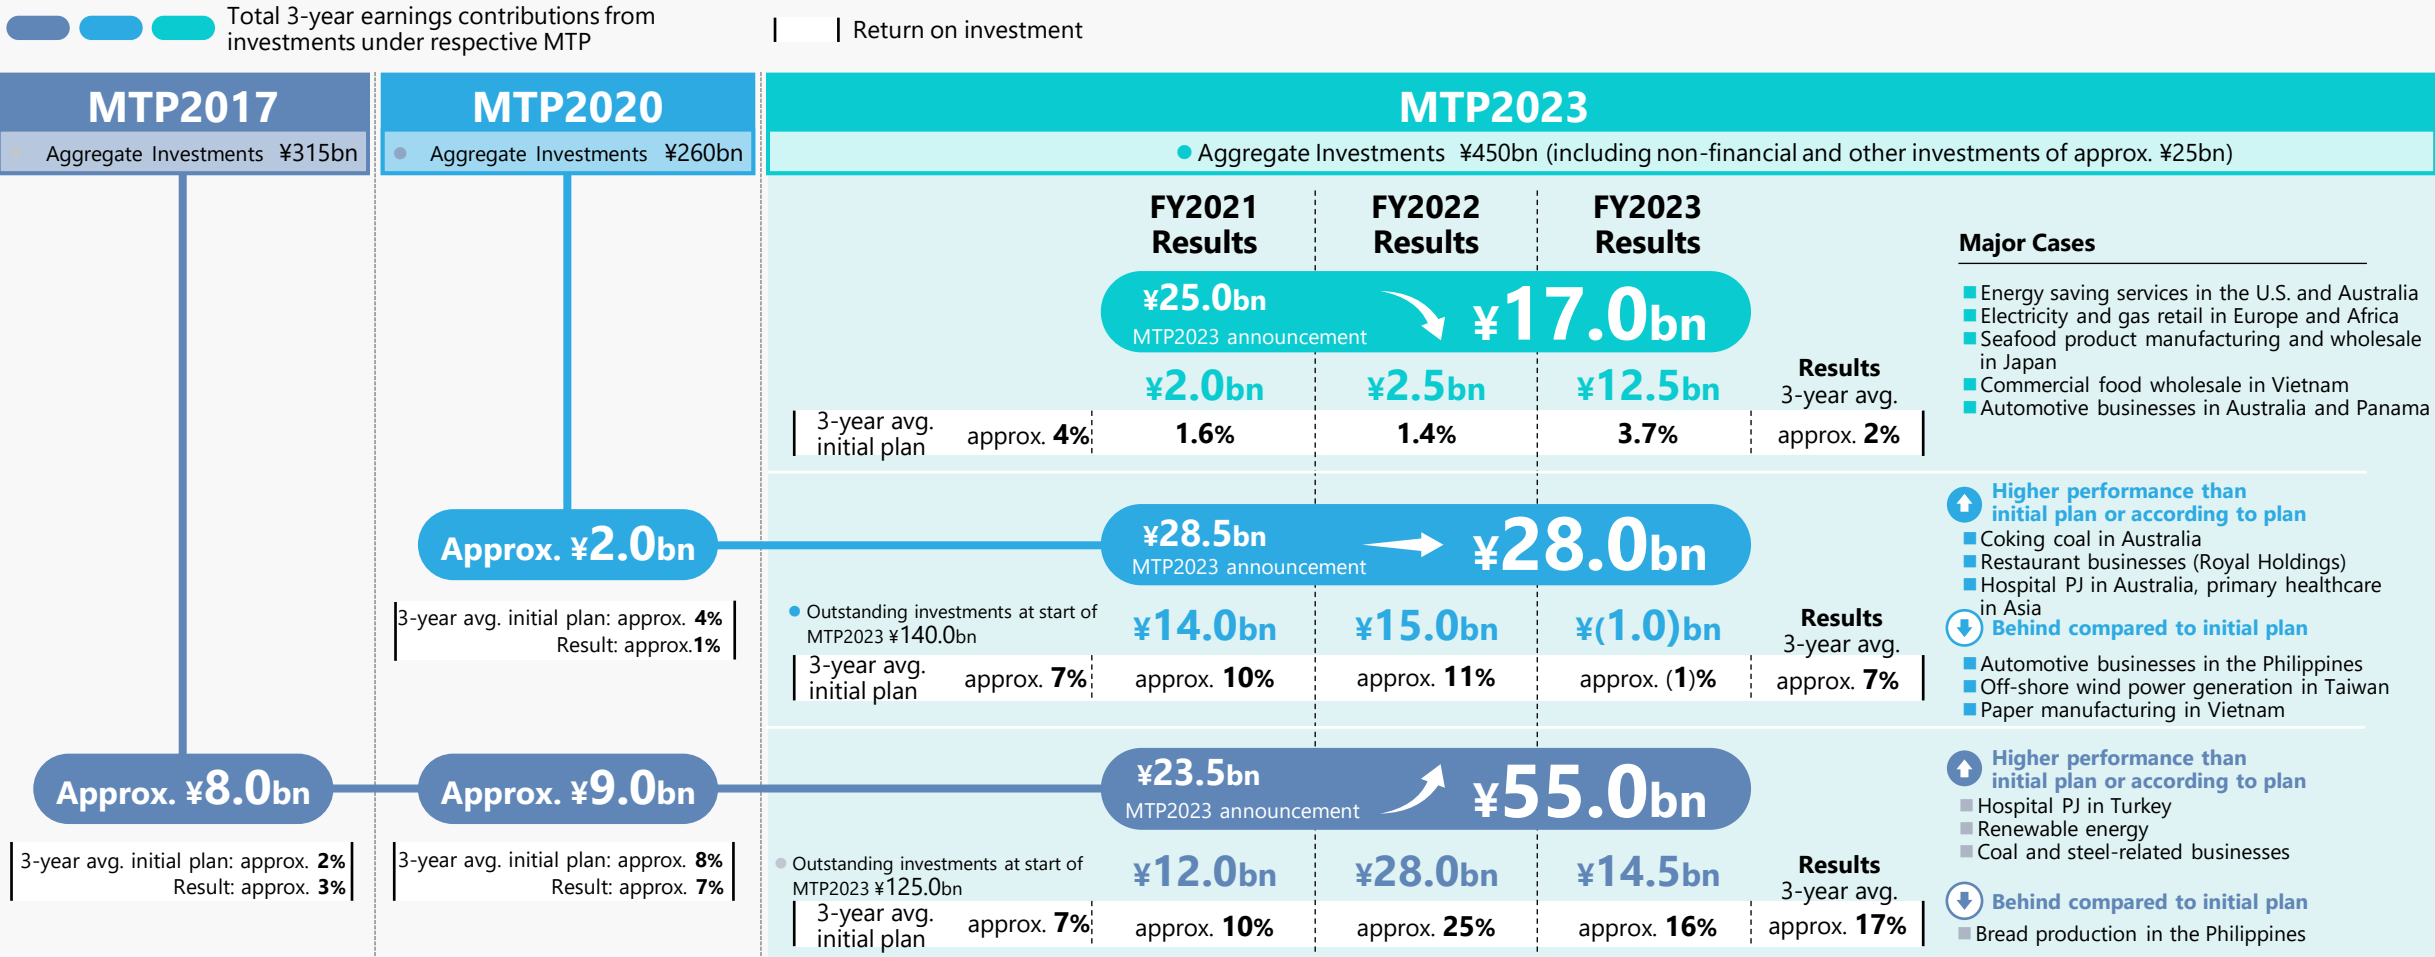 Total 3-year earnings contributions from
investments under respective MTP
Return on investment
MTP2017
Aggregate Investments ¥315bn
MTP2020
Aggregate Investments ¥260bn
MTP2023
Aggregate Investments ¥450bn (including non-financial and other investments of approx. ¥25bn)
FY2021
Results
FY2022
Results
FY2023
Results
¥25.0bn
MTP2023 announcement
¥17.0bn
¥2.0bn
¥2.5bn
¥12.5bn
Results
3-year avg.
3-year avg.
initial plan
approx. 4%
1.6%
1.4%
3.7%
approx. 2%
Major Cases
Energy saving services in the U.S. and Australia
Electricity and gas retail in Europe and Africa
Seafood product manufacturing and wholesale
in Japan
Commercial food wholesale in Vietnam
Automotive businesses in Australia and Panama
Approx. ¥2.0bn
3-year avg. initial plan: approx. 4%
Result: approx.1%
¥28.5bn
MTP2023 announcement
¥28.0bn
Outstanding investments at start of
MTP2023 ¥140.0bn
¥14.0bn
¥15.0bn
¥(1.0)bn
Results
3-year avg.
3-year avg.
initial plan
approx. 7%
approx. 10%
approx. 11%
approx. (1)%
approx. 7%
Higher performance than
initial plan or according to plan
Coking coal in Australia
Restaurant businesses (Royal Holdings)
Hospital PJ in Australia, primary healthcare
in Asia
Behind compared to initial plan
Automotive businesses in the Philippines
Off-shore wind power generation in Taiwan
Paper manufacturing in Vietnam
Approx. ¥8.0bn
3-year avg. initial plan: approx. 2%
Result: approx. 3%
Approx. ¥9.0bn
3-year avg. initial plan: approx. 8%
Result: approx. 7%
¥23.5bn
MTP2023 announcement
¥55.0bn
Outstanding investments at start of
MTP2023 ¥125.0bn
¥12.0bn
¥28.0bn
¥14.5bn
Results
3-year avg.
3-year avg.
initial plan
approx. 7%
approx. 10%
approx. 25%
approx. 16%
approx. 17%
Higher performance than
initial plan or according to plan
Hospital PJ in Turkey
Renewable energy
Coal and steel-related businesses
Behind compared to initial plan
Bread production in the Philippines